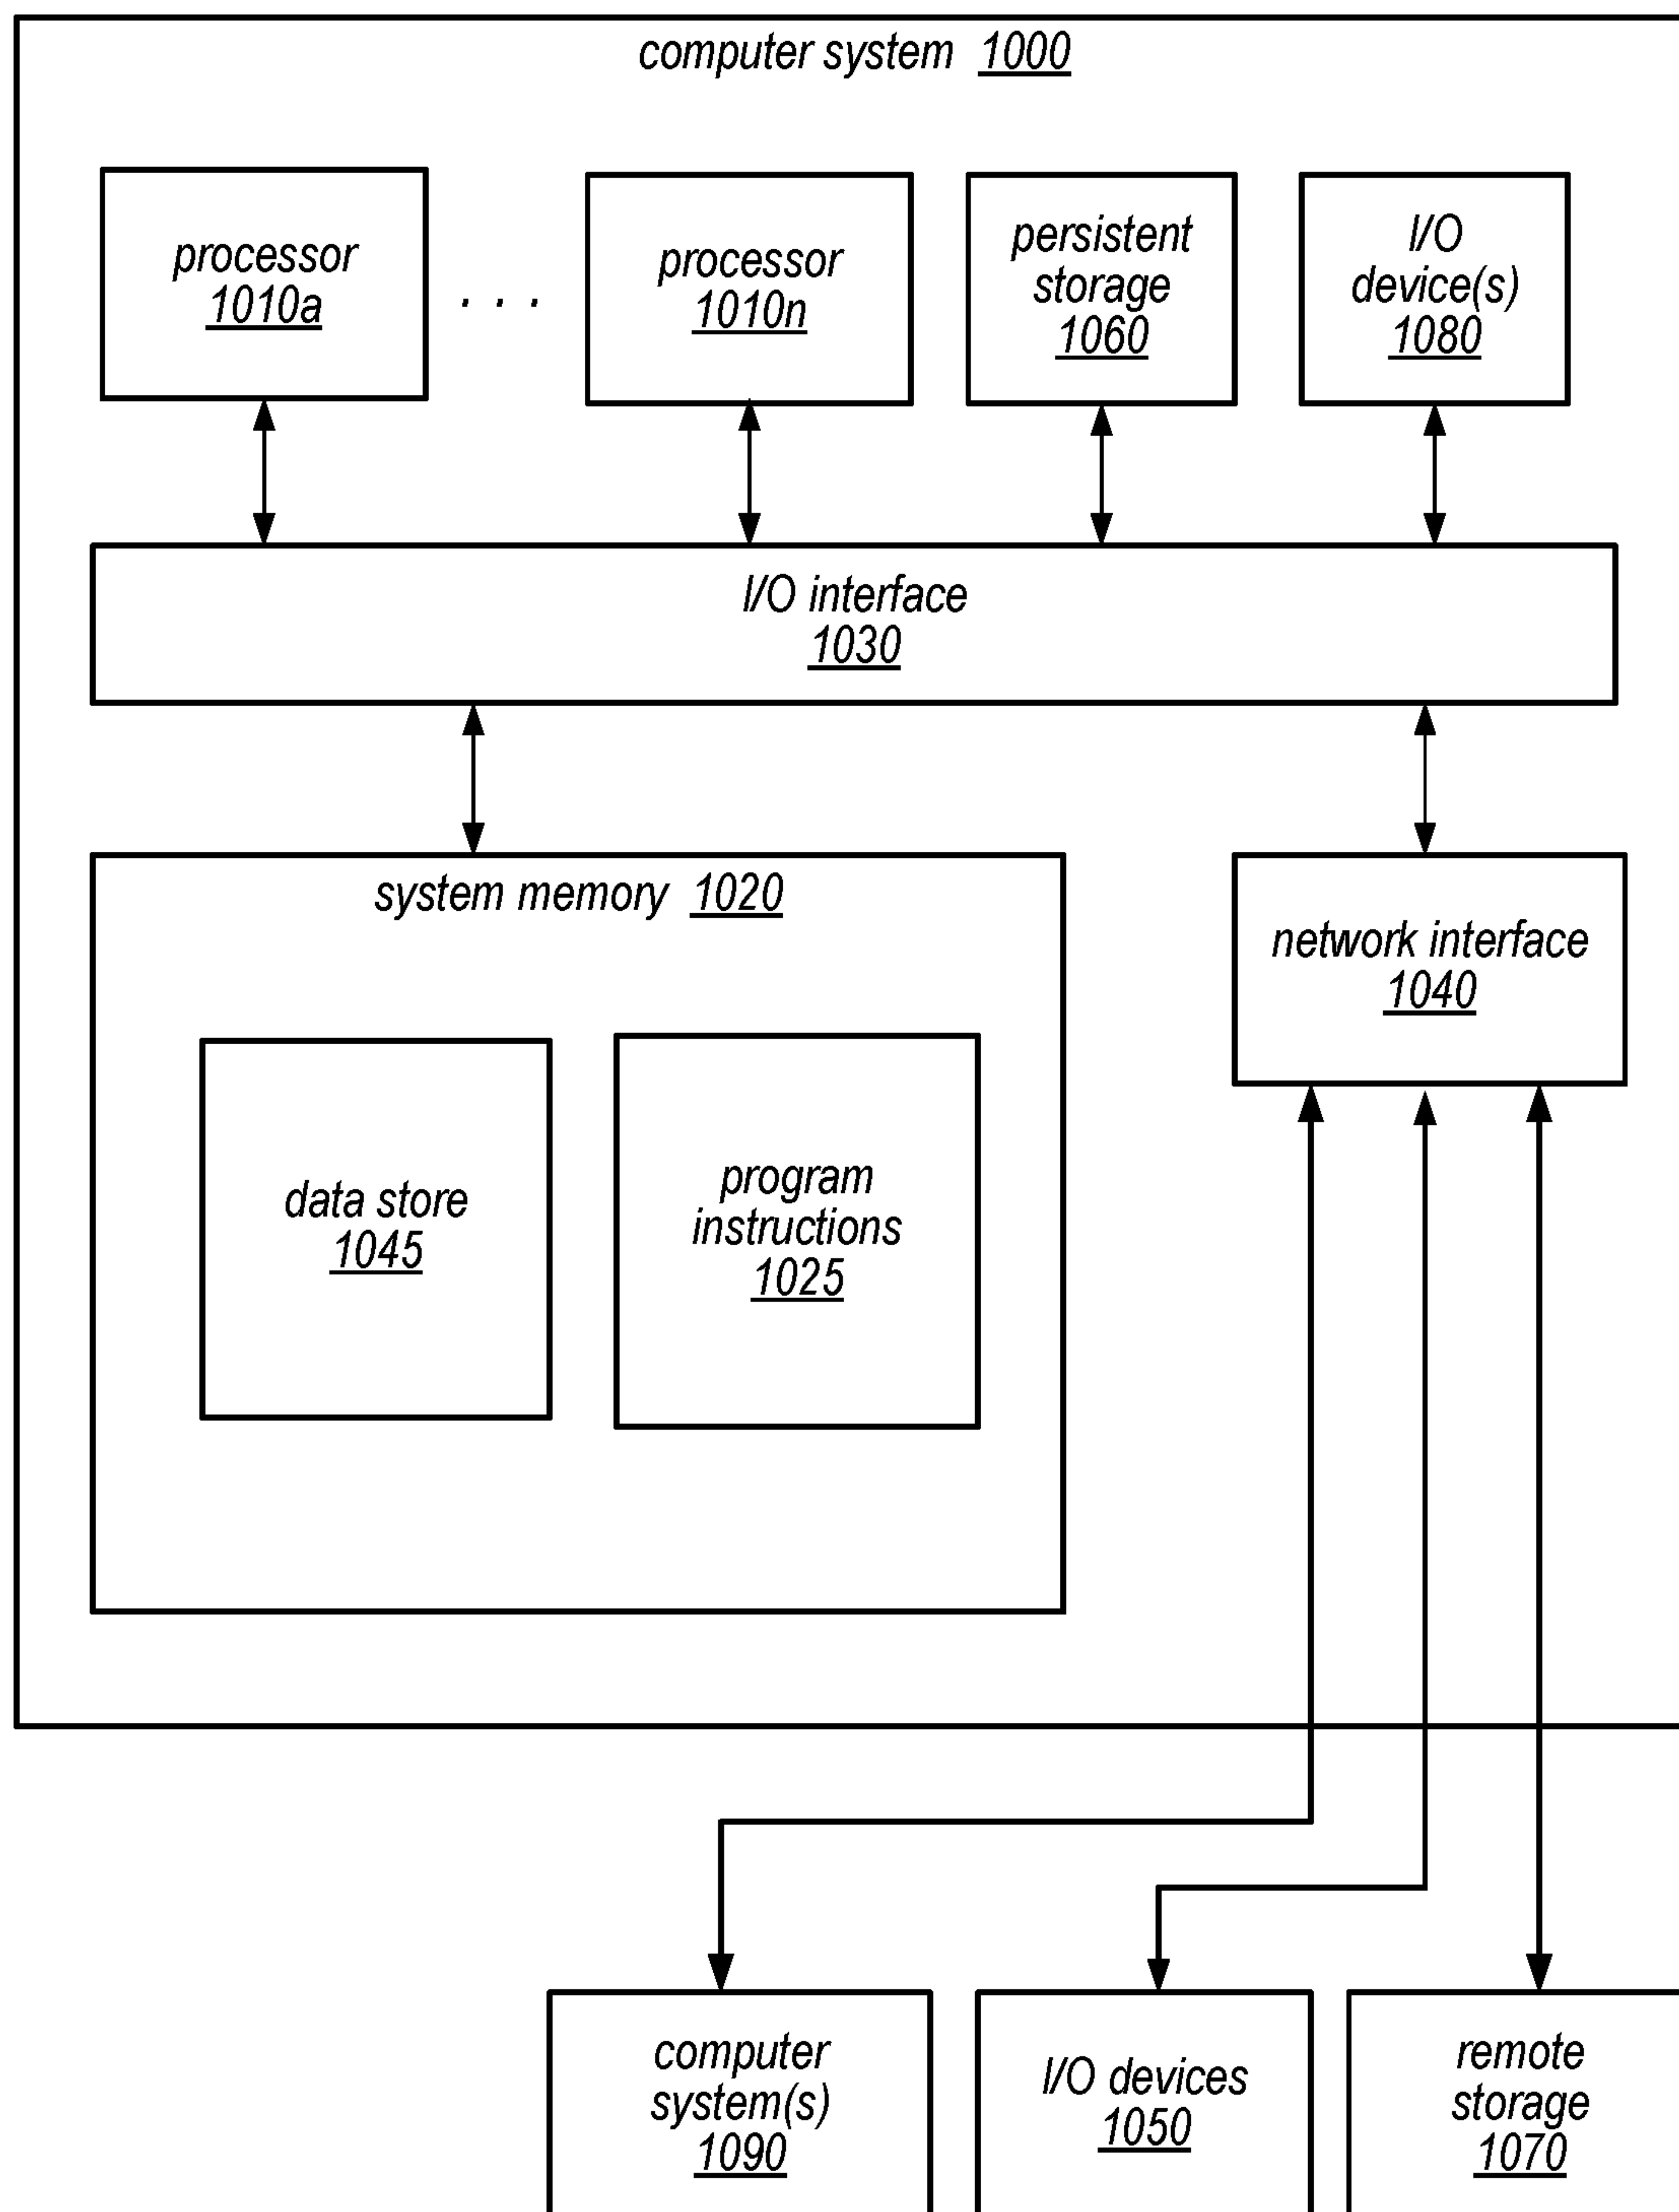 computer system 1000
processor
1010a
. . .
processor
1010n
persistent
storage
1060
I/O
device(s)
1080
I/O interface
1030
system memory 1020
network interface
1040
data store
1045
program
instructions
1025
computer
system(s)
1090
I/O devices
1050
remote
storage
1070